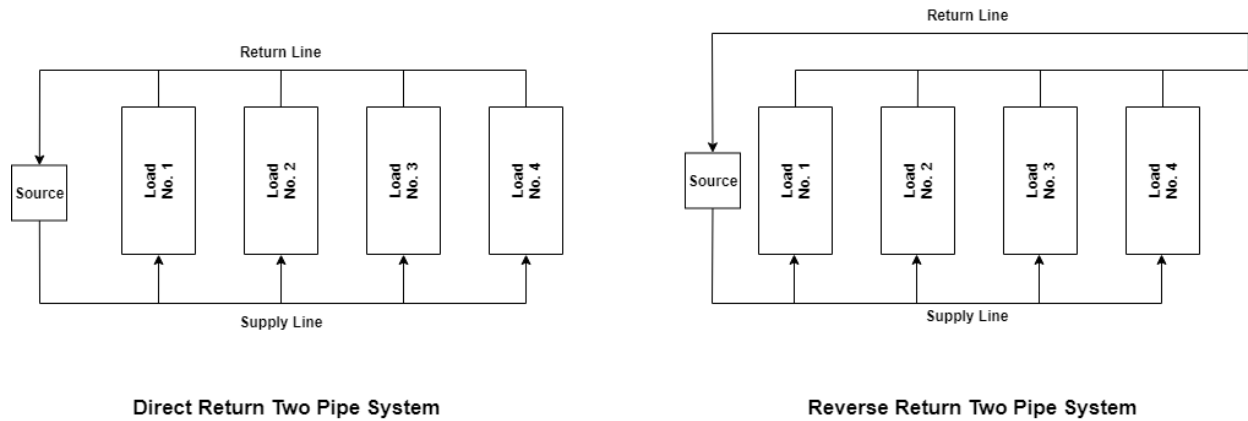 Return Line
Source
Load
No. 1
Load
No. 2
Load
No. 3
Load
No. 4
Supply Line
Direct Return Two Pipe System
Return Line
Source
Load
No. 1
Load
No. 2
Load
No. 3
Load
No. 4
Supply Line
Reverse Return Two Pipe System